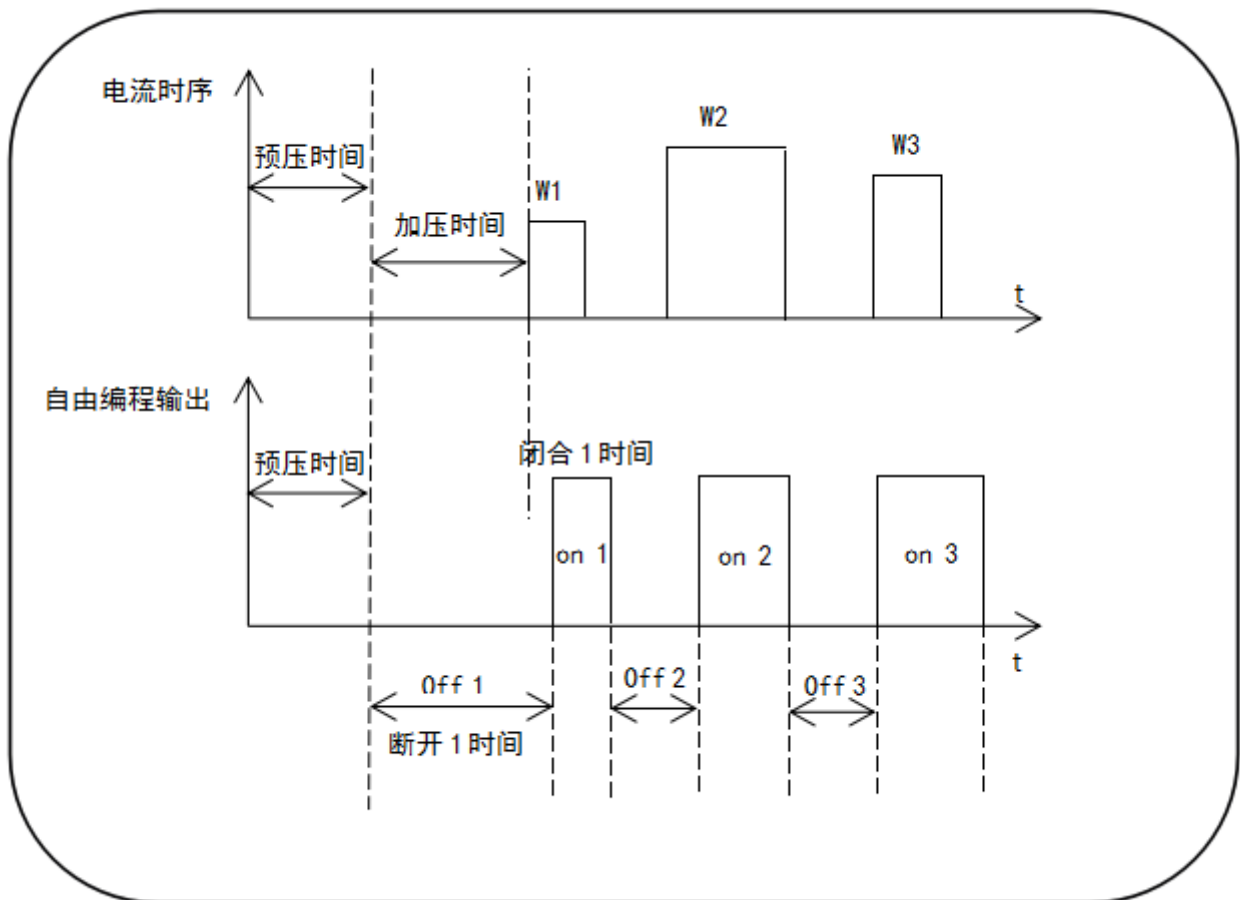 电流时序
W2
W3
预压时间
W1
加压时间
t
自由编程输出
闭合1时间
预压时间
on 1
on 2
on 3
t
Off 1
Off 2
Off 3
断开1时间